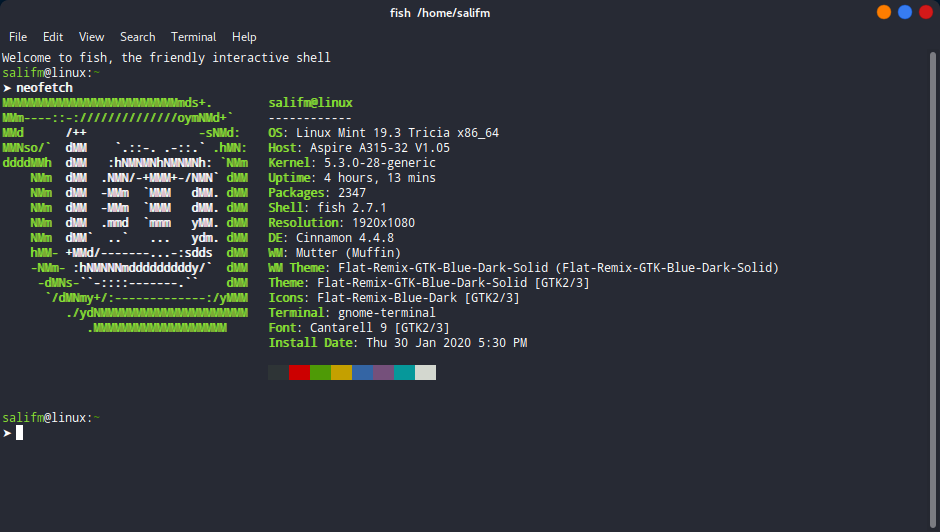 fish /home/salifm
File Edit View Search Terminal Help
Welcome to fish, the friendly interactive shell
salifm@linux:~
➤ neofetch
MMMMMMMMMMMMMMMMMMMMMMMMMmds+.        salifm@linux
MMm----::-://////////////oymNMd+`     ------------
MMd      /++                -sNMd:    OS: Linux Mint 19.3 Tricia x86_64
MMNso/`  dMM    `.::-. .-::.` .hMN:   Host: Aspire A315-32 V1.05
ddddMMh  dMM   :hNMNMNhNMNMNh: `NMm   Kernel: 5.3.0-28-generic
    NMm  dMM  .NMN/-+MMM+-/NMN` dMM   Uptime: 4 hours, 13 mins
    NMm  dMM  -MMm  `MMM   dMM. dMM   Packages: 2347
    NMm  dMM  -MMm  `MMM   dMM. dMM   Shell: fish 2.7.1
    NMm  dMM  .mmd  `mmm   yMM. dMM   Resolution: 1920x1080
    NMm  dMM`  ..`   ...   ydm. dMM   DE: Cinnamon 4.4.8
    hMM- +MMd/-------...-:sdds  dMM   WM: Mutter (Muffin)
    -NMm- :hNMNNNmdddddddddy/`  dMM   WM Theme: Flat-Remix-GTK-Blue-Dark-Solid (Flat-Remix-GTK-Blue-Dark-Solid)
     -dMNs-``-::::-------.``    dMM   Theme: Flat-Remix-GTK-Blue-Dark-Solid [GTK2/3]
      `/dMNmy+/:-------------:/yMMM   Icons: Flat-Remix-Blue-Dark [GTK2/3]
         ./ydNMMMMMMMMMMMMMMMMMMMMM   Terminal: gnome-terminal
            .MMMMMMMMMMMMMMMMMMM      Font: Cantarell 9 [GTK2/3]
Install Date: Thu 30 Jan 2020 5:30 PM
salifm@linux:~
➤